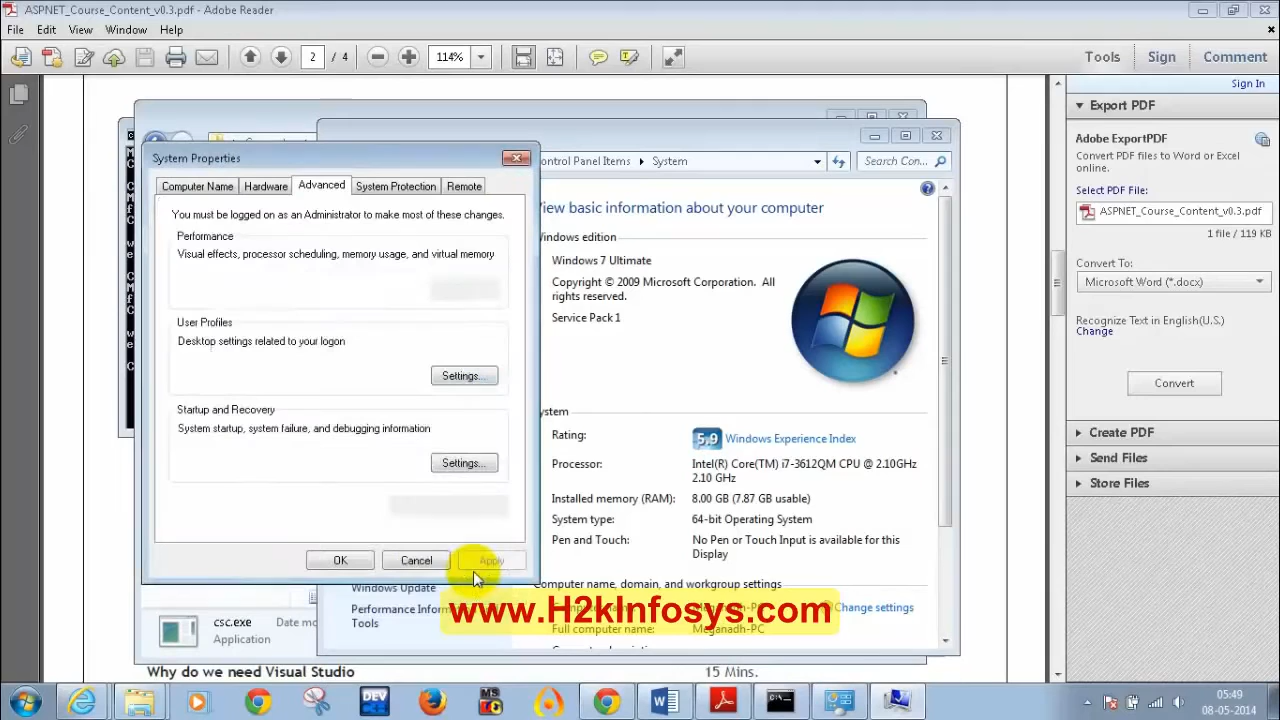 ASPNET_Course_Content_v0.3.pdf - Adobe Reader
File Edit View Window Help
2 / 4 114%
Tools Sign Comment
Sign In
Export PDF
Adobe ExportPDF
Convert PDF files to Word or Excel
online.
Select PDF File:
ASPNET_Course_Content_v0.3.pdf
1 file / 119 KB
Convert To:
Microsoft Word (*.docx)
Recognize Text in English(U.S.)
Change
Convert
Create PDF
Send Files
Store Files
System Properties
Computer Name Hardware Advanced System Protection Remote
You must be logged on as an Administrator to make most of these changes.
Performance
Visual effects, processor scheduling, memory usage, and virtual memory
User Profiles
Desktop settings related to your logon
Settings...
Startup and Recovery
System startup, system failure, and debugging information
Settings...
OK Cancel Apply
ontrol Panel Items System
Search Con...
View basic information about your computer
Windows edition
Windows 7 Ultimate
Copyright © 2009 Microsoft Corporation. All
rights reserved.
Service Pack 1
ystem
Rating: 5.9 Windows Experience Index
Processor: Intel(R) Core(TM) i7-3612QM CPU @ 2.10GHz
2.10 GHz
Installed memory (RAM): 8.00 GB (7.87 GB usable)
System type: 64-bit Operating System
Pen and Touch: No Pen or Touch Input is available for this
Display
Computer name, domain, and workgroup settings
Change settings
Full computer name: Meganadh-PC
Windows Update
Performance Inform
Tools
www.H2kInfosys.com
csc.exe
Application
Date mo
Why do we need Visual Studio 15 Mins.
DEV
MS
05:49
08-05-2014